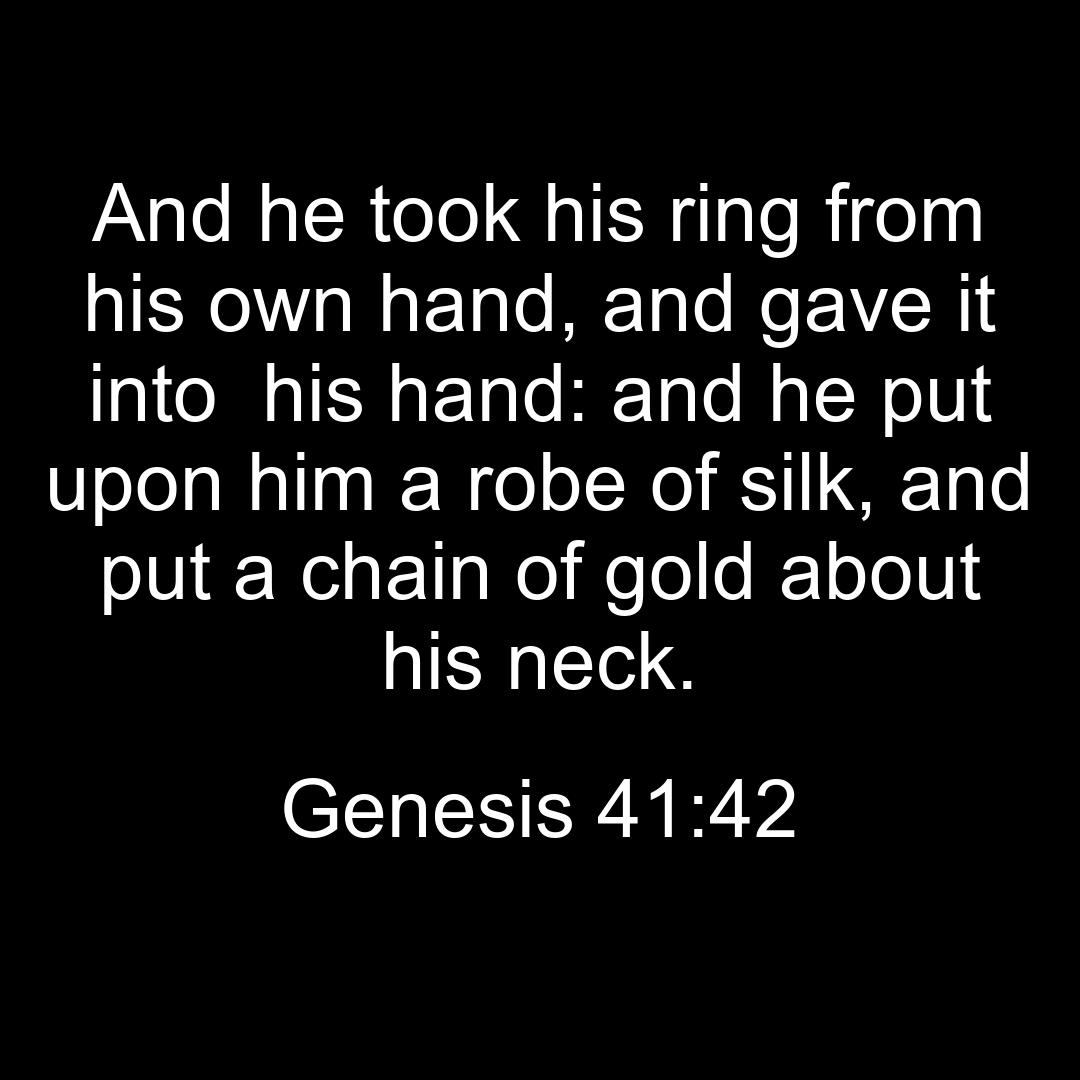 And he took his ring from
his own hand, and gave it
into  his hand: and he put
upon him a robe of silk, and
put a chain of gold about
his neck.
Genesis 41:42